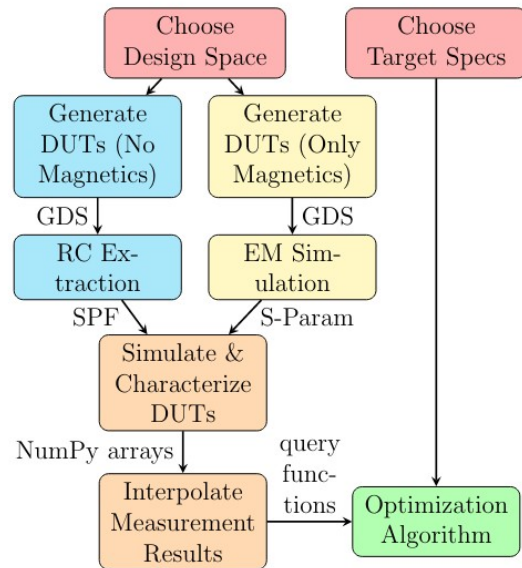 Choose
Design Space
Choose
Target Specs
Generate
DUTs (No
Magnetics)
Generate
DUTs (Only
Magnetics)
GDS
GDS
RC Ex-
traction
EM Sim-
ulation
SPF
S-Param
Simulate &
Characterize
DUTs
NumPy arrays
query
func-
tions
Interpolate
Measurement
Results
Optimization
Algorithm